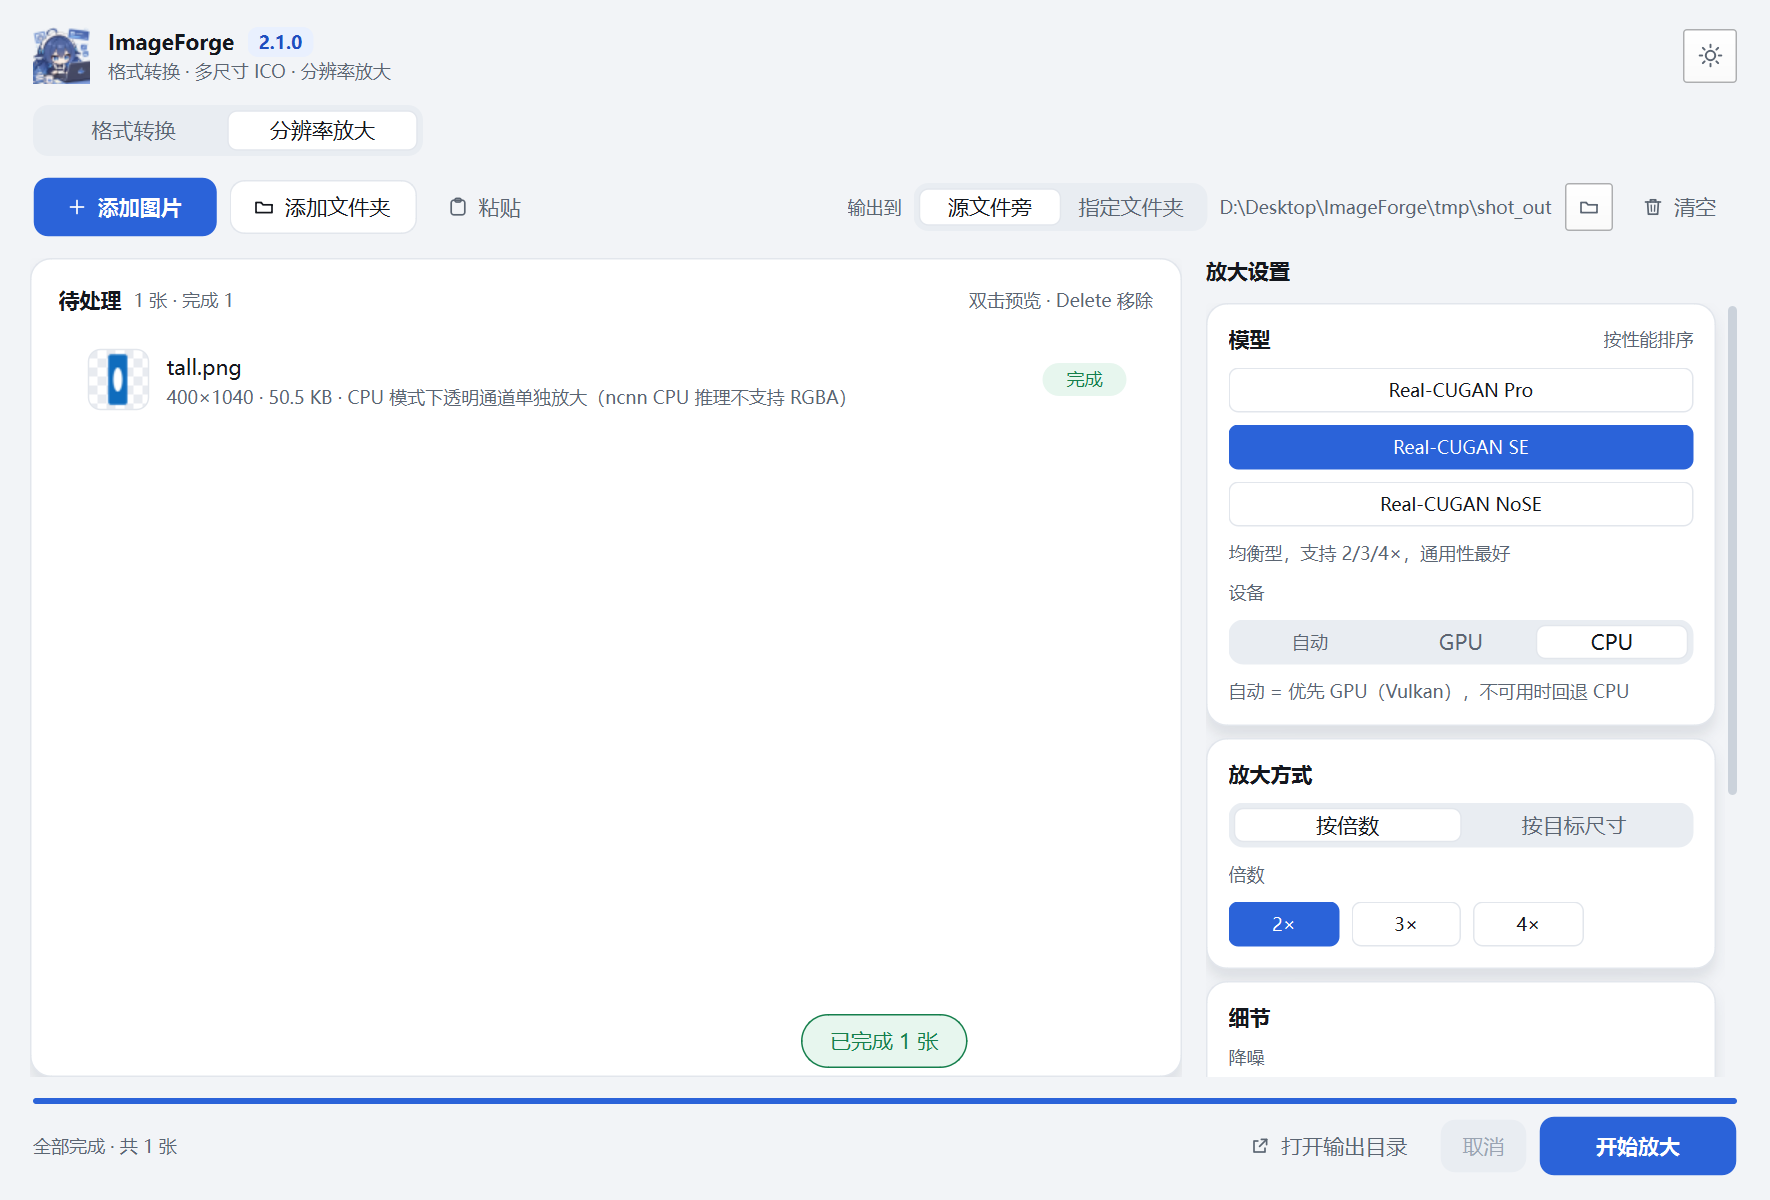 ImageForge 2.1.0
格式转换 · 多尺寸 ICO · 分辨率放大
格式转换 分辨率放大
添加图片 添加文件夹 粘贴 输出到 源文件旁 指定文件夹 D:\Desktop\ImageForge\tmp\shot_out 清空
待处理 1 张 · 完成 1 双击预览 · Delete 移除
tall.png
400×1040 · 50.5 KB · CPU 模式下透明通道单独放大（ncnn CPU 推理不支持 RGBA）
完成
已完成 1 张
放大设置
模型 按性能排序
Real-CUGAN Pro
Real-CUGAN SE
Real-CUGAN NoSE
均衡型，支持 2/3/4×，通用性最好
设备
自动 GPU CPU
自动 = 优先 GPU（Vulkan），不可用时回退 CPU
放大方式
按倍数 按目标尺寸
倍数
2× 3× 4×
细节
降噪
全部完成 · 共 1 张 打开输出目录 取消 开始放大